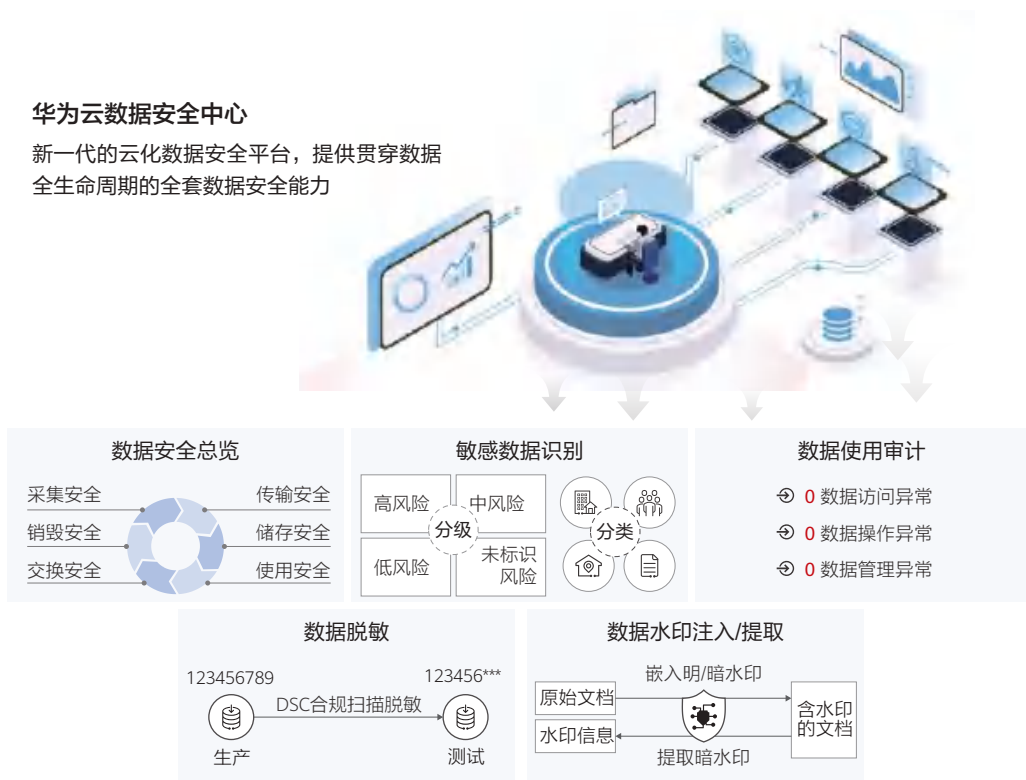 华为云数据安全中心
新一代的云化数据安全平台，提供贯穿数据
全生命周期的全套数据安全能力
数据安全总览
采集安全
传输安全
销毁安全
储存安全
交换安全
使用安全
敏感数据识别
高风险
中风险
分级
低风险
未标识
风险
分类
数据使用审计
0 数据访问异常
0 数据操作异常
0 数据管理异常
数据脱敏
123456789
123456***
DSC合规扫描脱敏
生产
测试
数据水印注入/提取
嵌入明/暗水印
原始文档
水印信息
含水印
的文档
提取暗水印